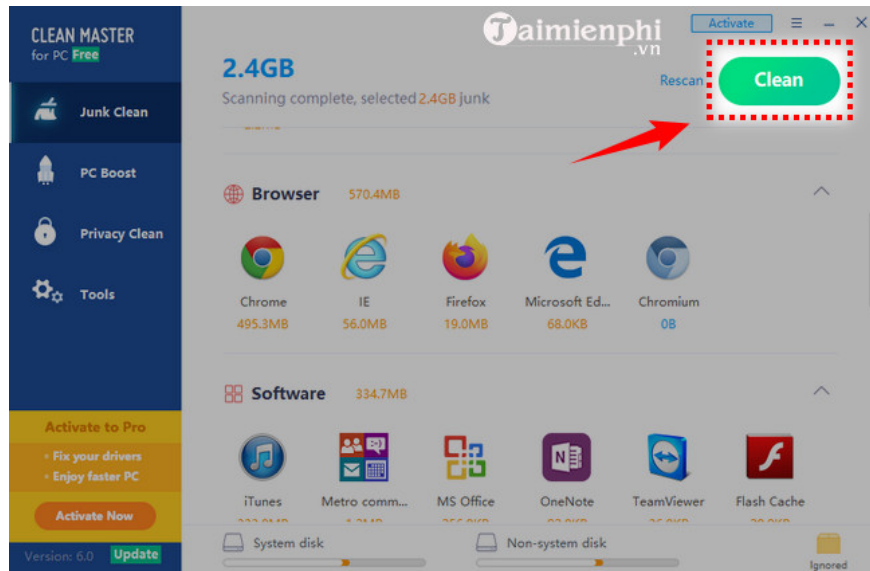 CLEAN MASTER
for PC Free
Junk Clean
PC Boost
Privacy Clean
Tools
Activate to Pro
• Fix your drivers
• Enjoy faster PC
Activate Now
Version: 6.0 Update
Taimienphi
.vn
Activate
2.4GB
Scanning complete, selected 2.4GB junk
Rescan
Clean
Browser 570.4MB
Chrome IE Firefox Microsoft Ed... Chromium
495.3MB 56.0MB 19.0MB 68.0KB 0B
Software 334.7MB
iTunes Metro comm... MS Office OneNote TeamViewer Flash Cache
System disk Non-system disk
Ignored